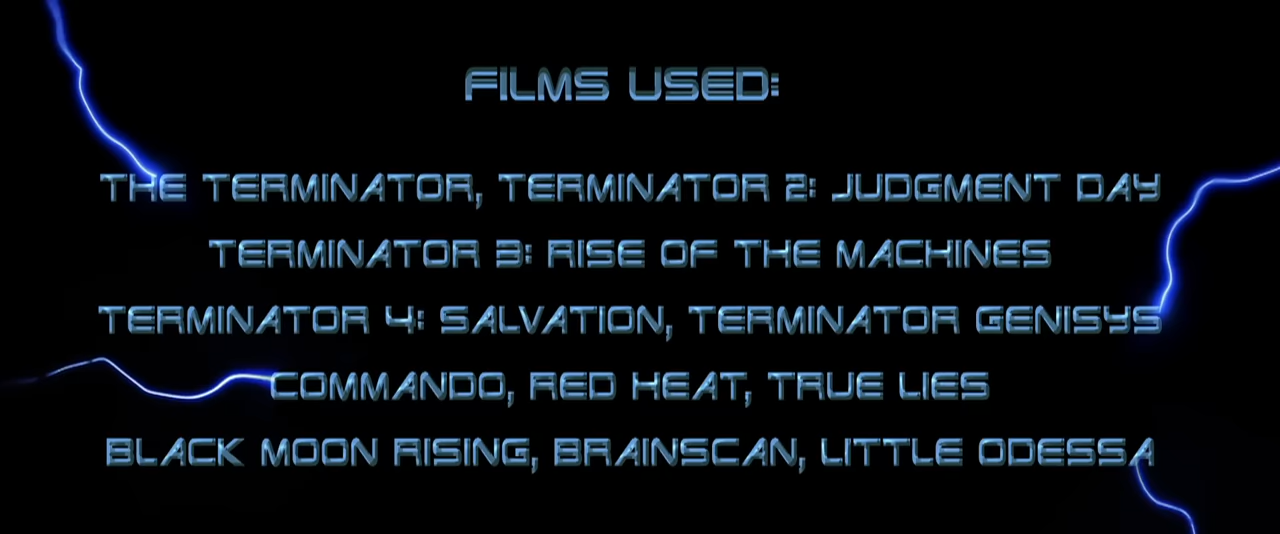 FILMS USED:
THE TERMINATOR, TERMINATOR 2: JUDGMENT DAY
TERMINATOR 3: RISE OF THE MACHINES
TERMINATOR 4: SALVATION, TERMINATOR GENISYS
COMMANDO, RED HEAT, TRUE LIES
BLACK MOON RISING, BRAINSCAN, LITTLE ODESSA